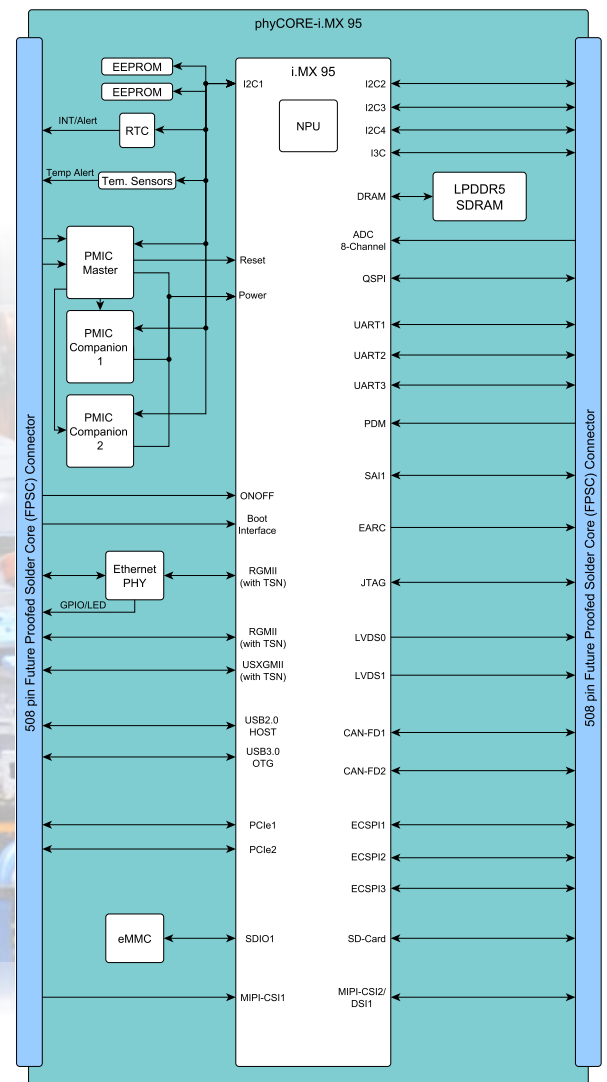 phyCORE-i.MX 95
508 pin Future Proofed Solder Core (FPSC) Connector
EEPROM
EEPROM
INT/Alert
RTC
Temp Alert
Tem. Sensors
PMIC
Master
PMIC
Companion
1
PMIC
Companion
2
Ethernet
PHY
GPIO/LED
eMMC
i.MX 95
NPU
I2C1
Reset
Power
ONOFF
Boot
Interface
RGMII
(with TSN)
RGMII
(with TSN)
USXGMII
(with TSN)
USB2.0
HOST
USB3.0
OTG
PCIe1
PCIe2
SDIO1
MIPI-CSI1
I2C2
I2C3
I2C4
I3C
DRAM
ADC
8-Channel
QSPI
UART1
UART2
UART3
PDM
SAI1
EARC
JTAG
LVDS0
LVDS1
CAN-FD1
CAN-FD2
ECSPI1
ECSPI2
ECSPI3
SD-Card
MIPI-CSI2/
DSI1
LPDDR5
SDRAM
508 pin Future Proofed Solder Core (FPSC) Connector